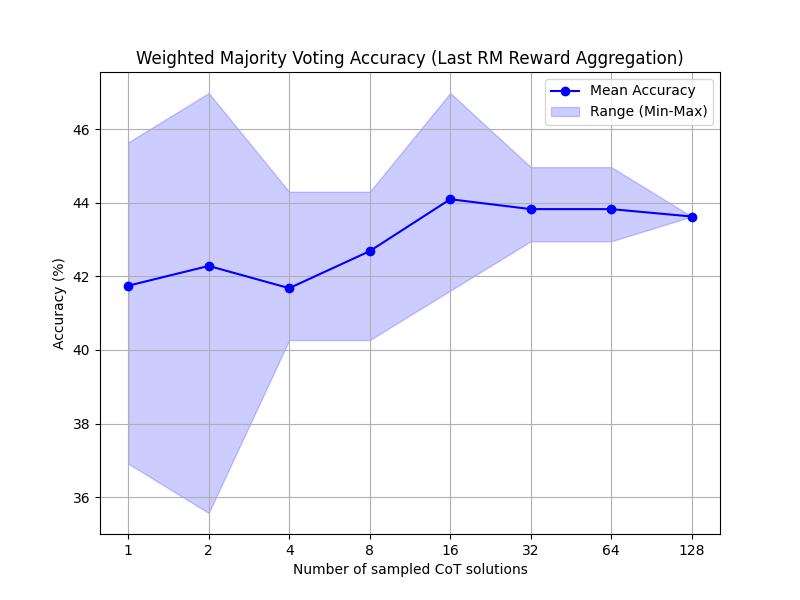 Weighted Majority Voting Accuracy (Last RM Reward Aggregation)
Mean Accuracy
Range (Min-Max)
Accuracy (%)
46
44
42
40
38
36
1 2 4 8 16 32 64 128
Number of sampled CoT solutions